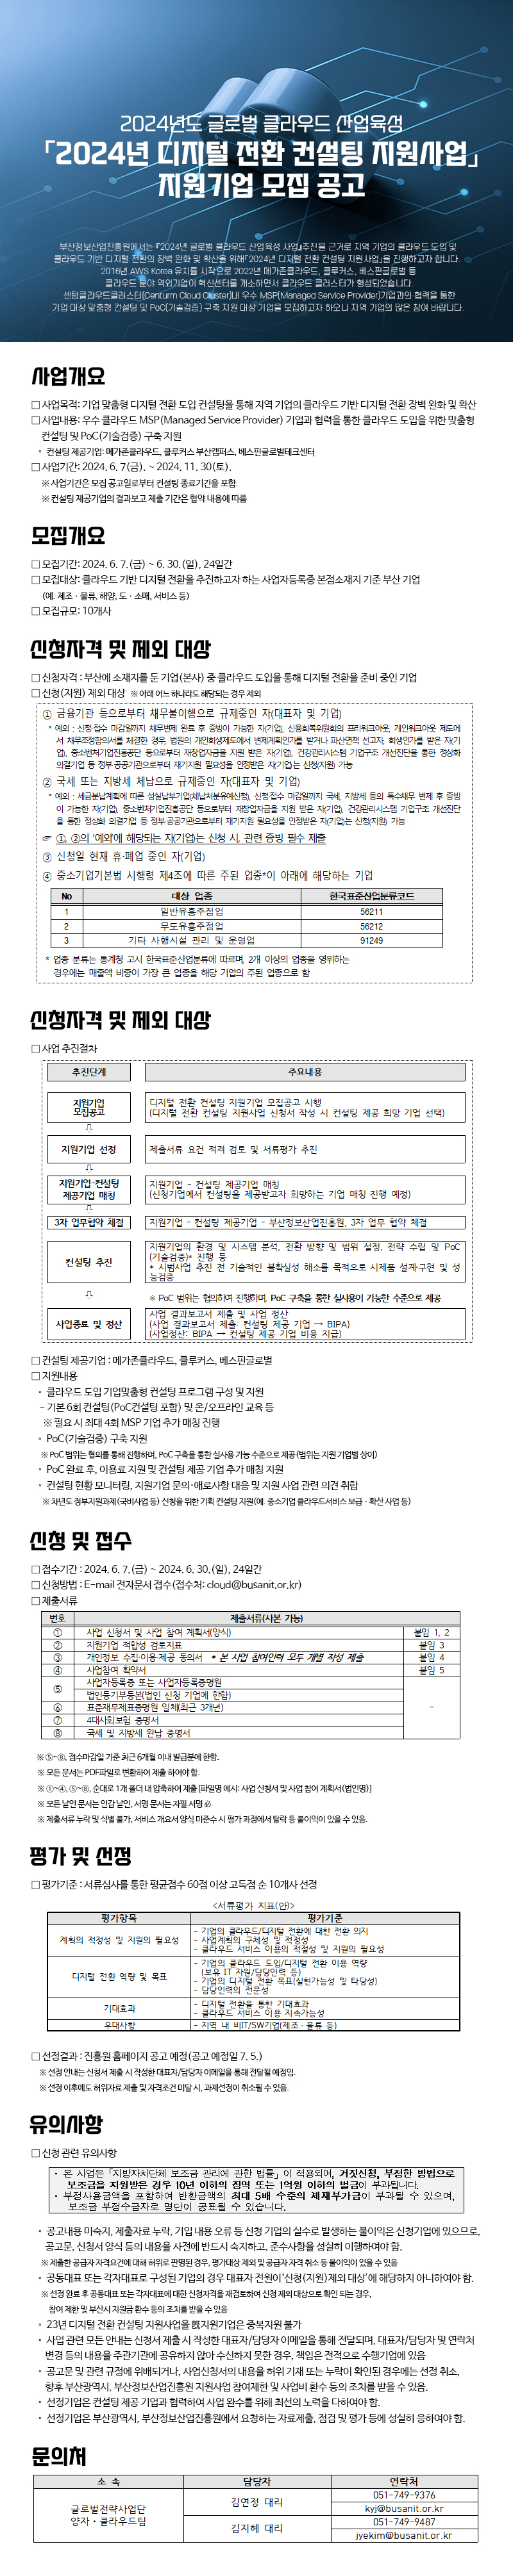 2024년도 글로벌 클라우드 산업육성
「2024년 디지털 전환 컨설팅 지원사업」
지원기업 모집 공고
부산정보산업진흥원에서는 『2024년 글로벌 클라우드 산업육성 사업』추진을 근거로 지역 기업의 클라우드 도입 및
클라우드 기반 디지털 전환의 장벽 완화 및 확산을 위해「2024년 디지털 전환 컨설팅 지원 사업」을 진행하고자 합니다.
2016년 AWS Korea 유치를 시작으로 2022년 메가존클라우드, 클루커스, 베스핀글로벌 등
클라우드 분야 역외기업이 혁신센터를 개소하면서 클라우드 클러스터가 형성되었습니다.
센텀클라우드클러스터(Centurm Cloud Cluster)내 우수 MSP(Managed Service Provider)기업과의 협력을 통한
기업 대상 맞춤형 컨설팅 및 PoC(기술검증) 구축 지원 대상 기업을 모집하고자 하오니 지역 기업의 많은 참여 바랍니다.
사업개요
□ 사업목적: 기업 맞춤형 디지털 전환 도입 컨설팅을 통해 지역 기업의 클라우드 기반 디지털 전환 장벽 완화 및 확산
□ 사업내용: 우수 클라우드 MSP(Managed Service Provider) 기업과 협력을 통한 클라우드 도입을 위한 맞춤형
컨설팅 및 PoC(기술검증) 구축 지원
◦ 컨설팅 제공기업: 메가존클라우드, 클루커스 부산캠퍼스, 베스핀글로벌테크센터
□ 사업기간: 2024. 6. 7(금). ~ 2024. 11. 30(토).
※ 사업기간은 모집 공고일로부터 컨설팅 종료기간을 포함.
※ 컨설팅 제공기업의 결과보고 제출 기간은 협약 내용에 따름
모집개요
□ 모집기간: 2024. 6. 7.(금) ~ 6. 30.(일), 24일간
□ 모집대상: 클라우드 기반 디지털 전환을 추진하고자 하는 사업자등록증 본점소재지 기준 부산 기업
(예. 제조·물류, 해양, 도·소매, 서비스 등)
□ 모집규모: 10개사
신청자격 및 제외 대상
□ 신청자격 : 부산에 소재지를 둔 기업(본사) 중 클라우드 도입을 통해 디지털 전환을 준비 중인 기업
□ 신청(지원) 제외 대상 ※ 아래 어느 하나라도 해당되는 경우 제외
① 금융기관 등으로부터 채무불이행으로 규제중인 자(대표자 및 기업)
* 예외 : 신청·접수 마감일까지 채무변제 완료 후 증빙이 가능한 자(기업), 신용회복위원회의 프리워크아웃, 개인워크아웃 제도에
서 채무조정합의서를 체결한 경우, 법원의 개인회생제도에서 변제계획인가를 받거나 파산면책 선고자, 회생인가를 받은 자(기
업), 중소벤처기업진흥공단 등으로부터 재창업자금을 지원 받은 자(기업), 건강관리시스템 기업구조 개선진단을 통한 정상화
의결기업 등 정부·공공기관으로부터 재기지원 필요성을 인정받은 자(기업)는 신청(지원) 가능
② 국세 또는 지방세 체납으로 규제중인 자(대표자 및 기업)
* 예외 : 세금분납계획에 따른 성실납부기업(체납처분유예신청), 신청·접수 마감일까지 국세, 지방세 등의 특수채무 변제 후 증빙
이 가능한 자(기업), 중소벤처기업진흥공단 등으로부터 재창업자금을 지원 받은 자(기업), 건강관리시스템 기업구조 개선진단
을 통한 정상화 의결기업 등 정부·공공기관으로부터 재기지원 필요성을 인정받은 자(기업)는 신청(지원) 가능
☞ ①, ②의 '예외'에 해당되는 자(기업)는 신청 시, 관련 증빙 필수 제출
③ 신청일 현재 휴·폐업 중인 자(기업)
④ 중소기업기본법 시행령 제4조에 따른 주된 업종*이 아래에 해당하는 기업
No 대상 업종 한국표준산업분류코드
1 일반유흥주점업 56211
2 무도유흥주점업 56212
3 기타 사행시설 관리 및 운영업 91249
* 업종 분류는 통계청 고시 한국표준산업분류에 따르며, 2개 이상의 업종을 영위하는
경우에는 매출액 비중이 가장 큰 업종을 해당 기업의 주된 업종으로 함
신청자격 및 제외 대상
□ 사업 추진절차
추진단계 주요내용
지원기업
모집공고
디지털 전환 컨설팅 지원기업 모집공고 시행
(디지털 전환 컨설팅 지원사업 신청서 작성 시 컨설팅 제공 희망 기업 선택)
지원기업 선정 제출서류 요건 적격 검토 및 서류평가 추진
지원기업-컨설팅
제공기업 매칭
지원기업 - 컨설팅 제공기업 매칭
(신청기업에서 컨설팅을 제공받고자 희망하는 기업 매칭 진행 예정)
3자 업무협약 체결 지원기업 - 컨설팅 제공기업 - 부산정보산업진흥원, 3자 업무 협약 체결
컨설팅 추진
지원기업의 환경 및 시스템 분석, 전환 방향 및 범위 설정, 전략 수립 및 PoC
(기술검증)* 진행 등
* 시범사업 추진 전 기술적인 불확실성 해소를 목적으로 시제품 설계·구현 및 성
능검증
※ PoC 범위는 협의하여 진행하며, PoC 구축을 통한 실사용이 가능한 수준으로 제공
사업종료 및 정산
사업 결과보고서 제출 및 사업 정산
(사업 결과보고서 제출: 컨설팅 제공 기업 → BIPA)
(사업정산: BIPA → 컨설팅 제공 기업 비용 지급)
□ 컨설팅 제공기업 : 메가존클라우드, 클루커스, 베스핀글로벌
□ 지원내용
◦ 클라우드 도입 기업맞춤형 컨설팅 프로그램 구성 및 지원
- 기본 6회 컨설팅(PoC컨설팅 포함) 및 온/오프라인 교육 등
※ 필요 시 최대 4회 MSP 기업 추가 매칭 진행
◦ PoC(기술검증) 구축 지원
※ PoC 범위는 협의를 통해 진행하며, PoC 구축을 통한 실사용 가능 수준으로 제공(범위는 지원 기업별 상이)
◦ PoC 완료 후, 이용료 지원 및 컨설팅 제공 기업 추가 매칭 지원
◦ 컨설팅 현황 모니터링, 지원기업 문의·애로사항 대응 및 지원 사업 관련 의견 취합
※ 차년도 정부지원과제(국비사업 등) 신청을 위한 기획 컨설팅 지원(예. 중소기업 클라우드서비스 보급·확산 사업 등)
신청 및 접수
□ 접수기간 : 2024. 6. 7.(금) ~ 2024. 6. 30.(일), 24일간
□ 신청방법 : E-mail 전자문서 접수(접수처: cloud@busanit.or.kr)
□ 제출서류
번호 제출서류(사본 가능)
① 사업 신청서 및 사업 참여 계획서(양식) 붙임 1, 2
② 지원기업 적합성 검토지표 붙임 3
③ 개인정보 수집·이용·제공 동의서 * 본 사업 참여인력 모두 개별 작성 제출 붙임 4
④ 사업참여 확약서 붙임 5
⑤ 사업자등록증 또는 사업자등록증명원
법인등기부등본(법인 신청 기업에 한함)
⑥ 표준재무제표증명원 일체(최근 3개년) -
⑦ 4대사회보험 증명서
⑧ 국세 및 지방세 완납 증명서
※ ⑤~⑧, 접수마감일 기준 최근 6개월 이내 발급분에 한함.
※ 모든 문서는 PDF파일로 변환하여 제출 하여야 함.
※ ①~④, ⑤~⑧, 순대로 1개 폴더 내 압축하여 제출 [파일명 예시: 사업 신청서 및 사업 참여 계획서(법인명)]
※ 모든 날인 문서는 인감 날인, 서명 문서는 자필 서명 必
※ 제출서류 누락 및 식별 불가, 서비스 개요서 양식 미준수 시 평가 과정에서 탈락 등 불이익이 있을 수 있음.
평가 및 선정
□ 평가기준 : 서류심사를 통한 평균점수 60점 이상 고득점 순 10개사 선정
<서류평가 지표(안)>
평가항목 평가기준
계획의 적정성 및 지원의 필요성
- 기업의 클라우드/디지털 전환에 대한 전환 의지
- 사업계획의 구체성 및 적정성
- 클라우드 서비스 이용의 적절성 및 지원의 필요성
디지털 전환 역량 및 목표
- 기업의 클라우드 도입/디지털 전환 이용 역량
(보유 IT 자원/담당인력 등)
- 기업의 디지털 전환 목표(실현가능성 및 타당성)
- 담당인력의 전문성
기대효과
- 디지털 전환을 통한 기대효과
- 클라우드 서비스 이용 지속가능성
우대사항 - 지역 내 비IT/SW기업(제조·물류 등)
□ 선정결과 : 진흥원 홈페이지 공고 예정(공고 예정일 7. 5.)
※ 선정 안내는 신청서 제출 시 작성한 대표자/담당자 이메일을 통해 전달될 예정임.
※ 선정 이후에도 허위자료 제출 및 자격조건 미달 시, 과제선정이 취소될 수 있음.
유의사항
□ 신청 관련 유의사항
· 본 사업은 「지방자치단체 보조금 관리에 관한 법률」이 적용되며, 거짓신청, 부정한 방법으로
보조금을 지원받은 경우 10년 이하의 징역 또는 1억원 이하의 벌금이 부과됩니다.
· 부정사용금액을 포함하여 반환금액의 최대 5배 수준의 제재부가금이 부과될 수 있으며,
보조금 부정수급자로 명단이 공표될 수 있습니다.
◦ 공고내용 미숙지, 제출자료 누락, 기입 내용 오류 등 신청 기업의 실수로 발생하는 불이익은 신청기업에 있으므로,
공고문, 신청서 양식 등의 내용을 사전에 반드시 숙지하고, 준수사항을 성실히 이행하여야 함.
※ 제출한 공급자 자격요건에 대해 허위로 판명된 경우, 평가대상 제외 및 공급자 자격 취소 등 불이익이 있을 수 있음
◦ 공동대표 또는 각자대표로 구성된 기업의 경우 대표자 전원이 '신청(지원) 제외 대상'에 해당하지 아니하여야 함.
※ 선정 완료 후 공동대표 또는 각자대표에 대한 신청자격을 재검토하여 신청 제외 대상으로 확인 되는 경우,
참여 제한 및 부산시 지원금 환수 등의 조치를 받을 수 있음
◦ 23년 디지털 전환 컨설팅 지원사업을 旣지원기업은 중복지원 불가
◦ 사업 관련 모든 안내는 신청서 제출 시 작성한 대표자/담당자 이메일을 통해 전달되며, 대표자/담당자 및 연락처
변경 등의 내용을 주관기관에 공유하지 않아 수신하지 못한 경우, 책임은 전적으로 수행기업에 있음
◦ 공고문 및 관련 규정에 위배되거나, 사업신청서의 내용을 허위 기재 또는 누락이 확인된 경우에는 선정 취소,
향후 부산광역시, 부산정보산업진흥원 지원사업 참여제한 및 사업비 환수 등의 조치를 받을 수 있음.
◦ 선정기업은 컨설팅 제공 기업과 협력하여 사업 완수를 위해 최선의 노력을 다하여야 함.
◦ 선정기업은 부산광역시, 부산정보산업진흥원에서 요청하는 자료제출, 점검 및 평가 등에 성실히 응하여야 함.
문의처
소 속 담당자 연락처
글로벌전략사업단
양자·클라우드팀
김연정 대리
051-749-9376
kyj@busanit.or.kr
김지혜 대리
051-749-9487
jyekim@busanit.or.kr